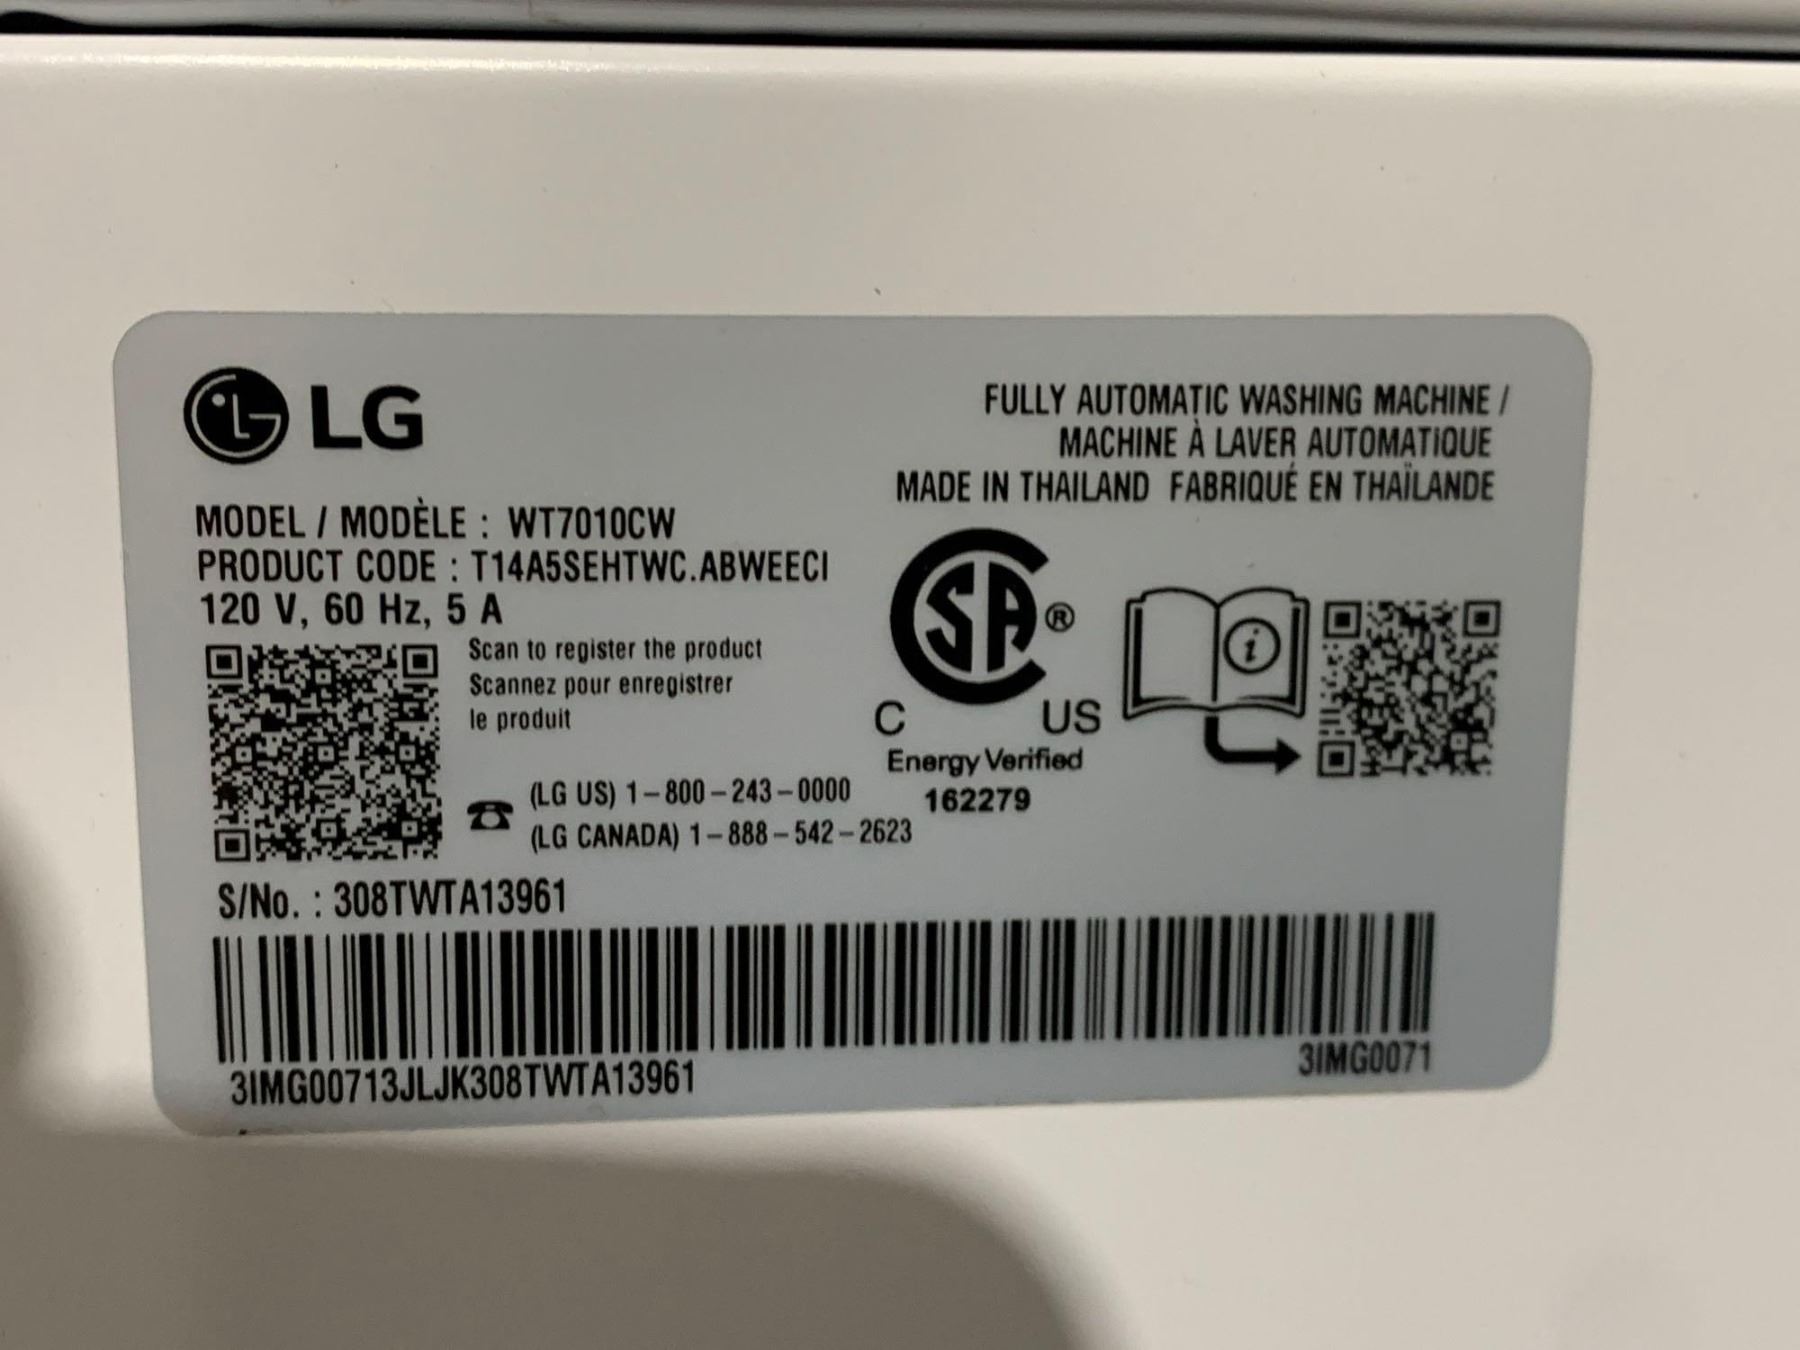 LG
FULLY AUTOMATIC WASHING MACHINE /
MACHINE À LAVER AUTOMATIQUE
MADE IN THAILAND FABRIQUÉ EN THAÏLANDE
MODEL / MODÈLE : WT7010CW
PRODUCT CODE : T14A5SEHTWC.ABWEECI
120 V, 60 Hz, 5 A
Scan to register the product
Scannez pour enregistrer
le produit
(LG US) 1-800-243-0000
(LG CANADA) 1-888-542-2623
SA ®
C US
Energy Verified
162279
i
S/No. : 308TWTA13961
3IMG00713JLJK308TWTA13961
3IMG0071